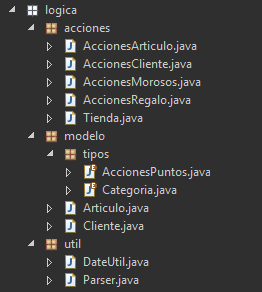 logica
acciones
AccionesArticulo.java
AccionesCliente.java
AccionesMorosos.java
AccionesRegalo.java
Tienda.java
modelo
tipos
AccionesPuntos.java
Categoria.java
Articulo.java
Cliente.java
util
DateUtil.java
Parser.java